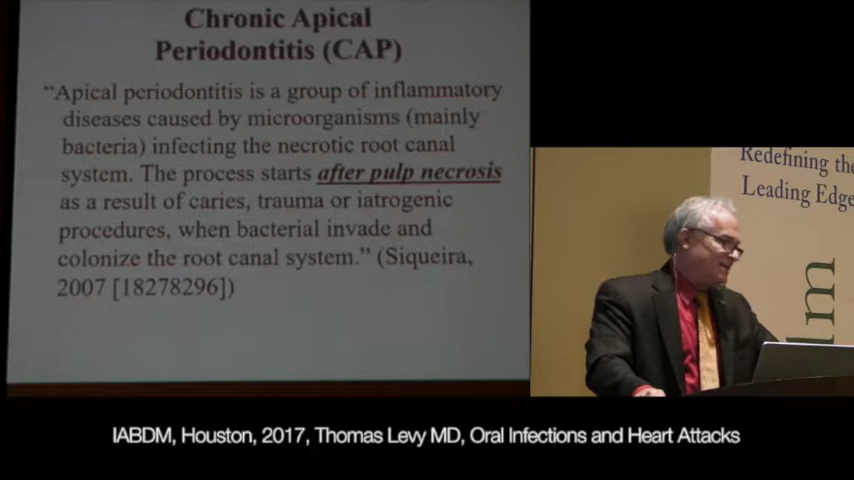 Chronic Apical
Periodontitis (CAP)
“Apical periodontitis is a group of inflammatory
diseases caused by microorganisms (mainly
bacteria) infecting the necrotic root canal
system. The process starts after pulp necrosis
as a result of caries, trauma or iatrogenic
procedures, when bacterial invade and
colonize the root canal system.” (Siqueira,
2007 [18278296])
Redefining the
Leading Edge
dm
IABDM, Houston, 2017, Thomas Levy MD, Oral Infections and Heart Attacks